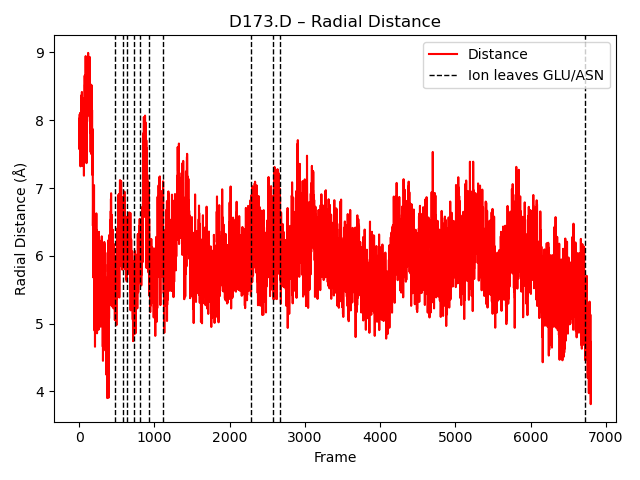 D173.D – Radial Distance
Distance
Ion leaves GLU/ASN
Radial Distance (Å)
9
8
7
6
5
4
0 1000 2000 3000 4000 5000 6000 7000
Frame